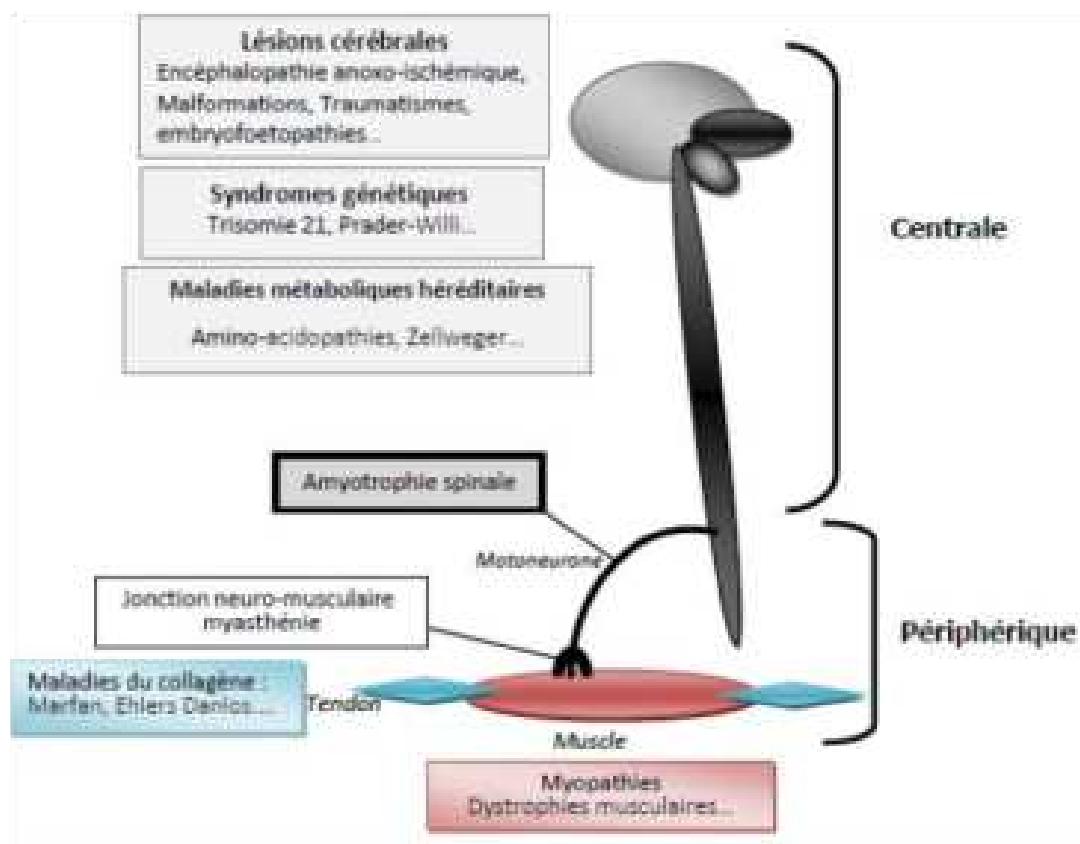 Lésions cérébrales
Encéphalopathie anoxo-ischémique,
Malformations, Traumatismes,
embryofoetopathies...
Syndromes génétiques
Trisomie 21, Prader-Willi...
Maladies métaboliques héréditaires
Amino-acidopathies, Zellweger...
Centrale
Amyotrophie spinale
Motoneurone
Jonction neuro-musculaire
myasthénie
Périphérique
Maladies du collagène :
Marfan, Ehlers Danlos....
Tendon
Muscle
Myopathies
Dystrophies musculaires...